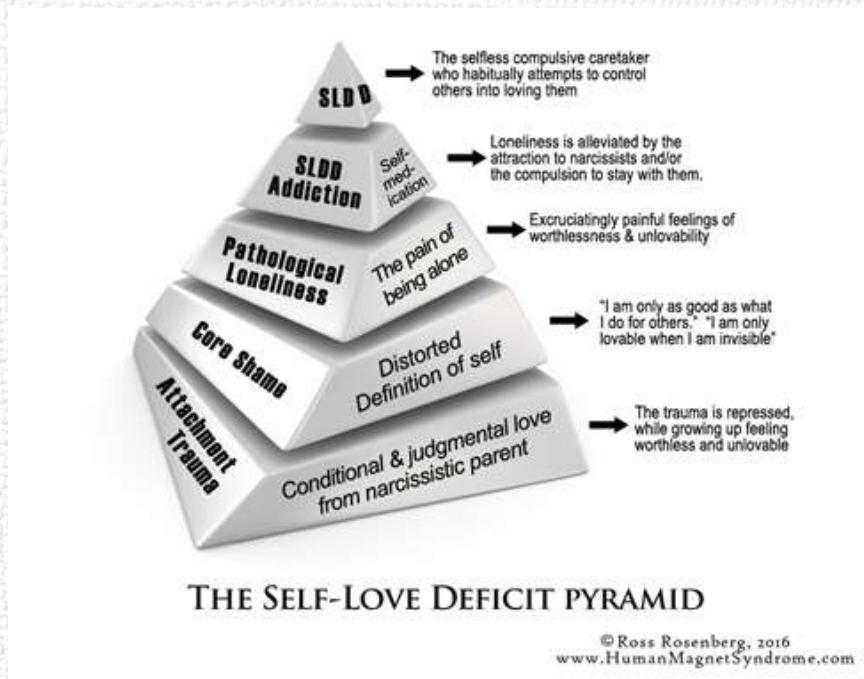 SLDD
The selfless compulsive caretaker
who habitually attempts to control
others into loving them
SLDD
Addiction
Self-
med-
ication
Loneliness is alleviated by the
attraction to narcissists and/or
the compulsion to stay with them.
Pathological
Loneliness
The pain of
being alone
Excruciatingly painful feelings of
worthlessness & unlovability
Core Shame
Distorted
Definition of self
"I am only as good as what
I do for others." "I am only
lovable when I am invisible"
Attachment
Trauma
Conditional & judgmental love
from narcissistic parent
The trauma is repressed,
while growing up feeling
worthless and unlovable
THE SELF-LOVE DEFICIT PYRAMID
© Ross Rosenberg, 2016
www.HumanMagnetSyndrome.com